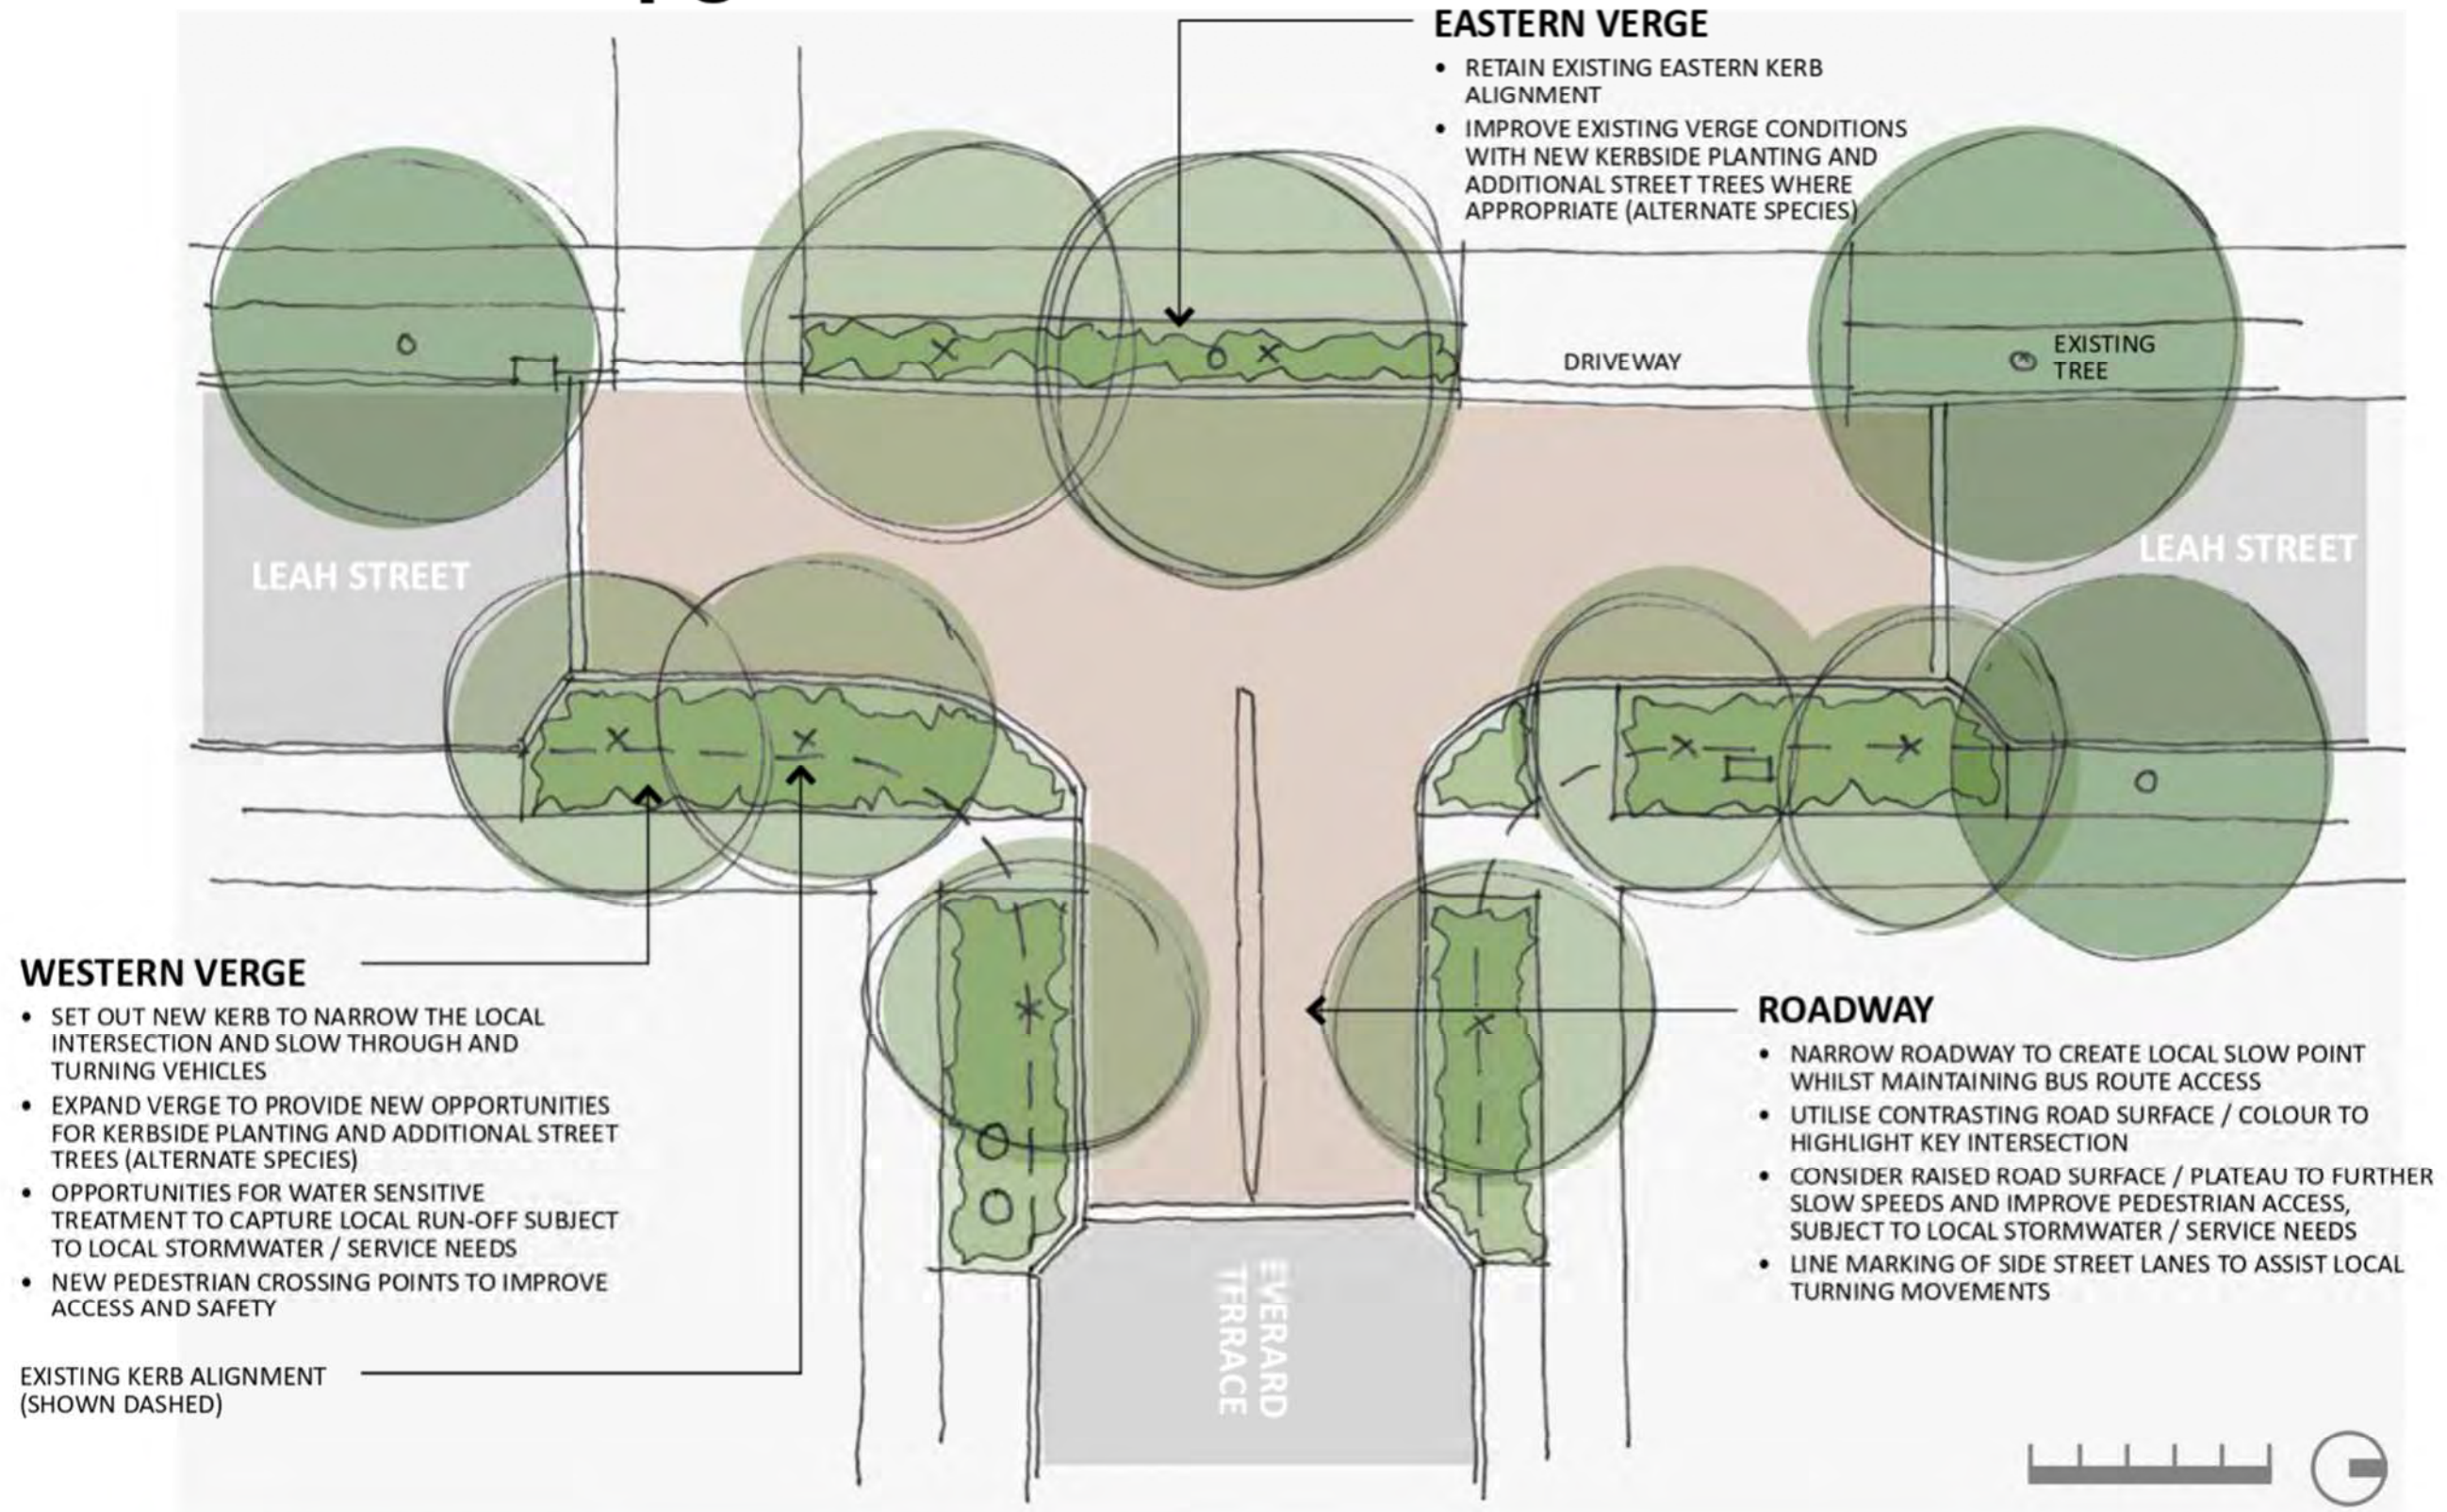 EASTERN VERGE
• RETAIN EXISTING EASTERN KERB
ALIGNMENT
• IMPROVE EXISTING VERGE CONDITIONS
WITH NEW KERBSIDE PLANTING AND
ADDITIONAL STREET TREES WHERE
APPROPRIATE (ALTERNATE SPECIES)
DRIVEWAY
EXISTING
TREE
LEAH STREET
LEAH STREET
WESTERN VERGE
• SET OUT NEW KERB TO NARROW THE LOCAL
INTERSECTION AND SLOW THROUGH AND
TURNING VEHICLES
• EXPAND VERGE TO PROVIDE NEW OPPORTUNITIES
FOR KERBSIDE PLANTING AND ADDITIONAL STREET
TREES (ALTERNATE SPECIES)
• OPPORTUNITIES FOR WATER SENSITIVE
TREATMENT TO CAPTURE LOCAL RUN-OFF SUBJECT
TO LOCAL STORMWATER / SERVICE NEEDS
• NEW PEDESTRIAN CROSSING POINTS TO IMPROVE
ACCESS AND SAFETY
EXISTING KERB ALIGNMENT
(SHOWN DASHED)
ROADWAY
• NARROW ROADWAY TO CREATE LOCAL SLOW POINT
WHILST MAINTAINING BUS ROUTE ACCESS
• UTILISE CONTRASTING ROAD SURFACE / COLOUR TO
HIGHLIGHT KEY INTERSECTION
• CONSIDER RAISED ROAD SURFACE / PLATEAU TO FURTHER
SLOW SPEEDS AND IMPROVE PEDESTRIAN ACCESS,
SUBJECT TO LOCAL STORMWATER / SERVICE NEEDS
• LINE MARKING OF SIDE STREET LANES TO ASSIST LOCAL
TURNING MOVEMENTS
EVERARD
TERRACE